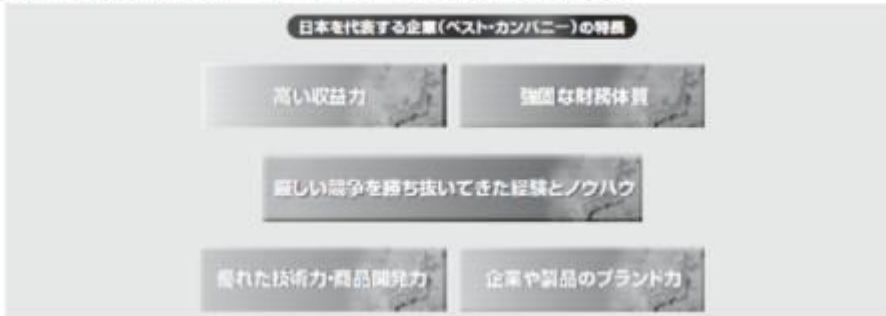 日本を代表する企業(ベスト・カンパニー)の特長
高い収益力
強固な財務体質
厳しい競争を勝ち抜いてきた経験とノウハウ
優れた技術力・商品開発力
企業や製品のブランド力